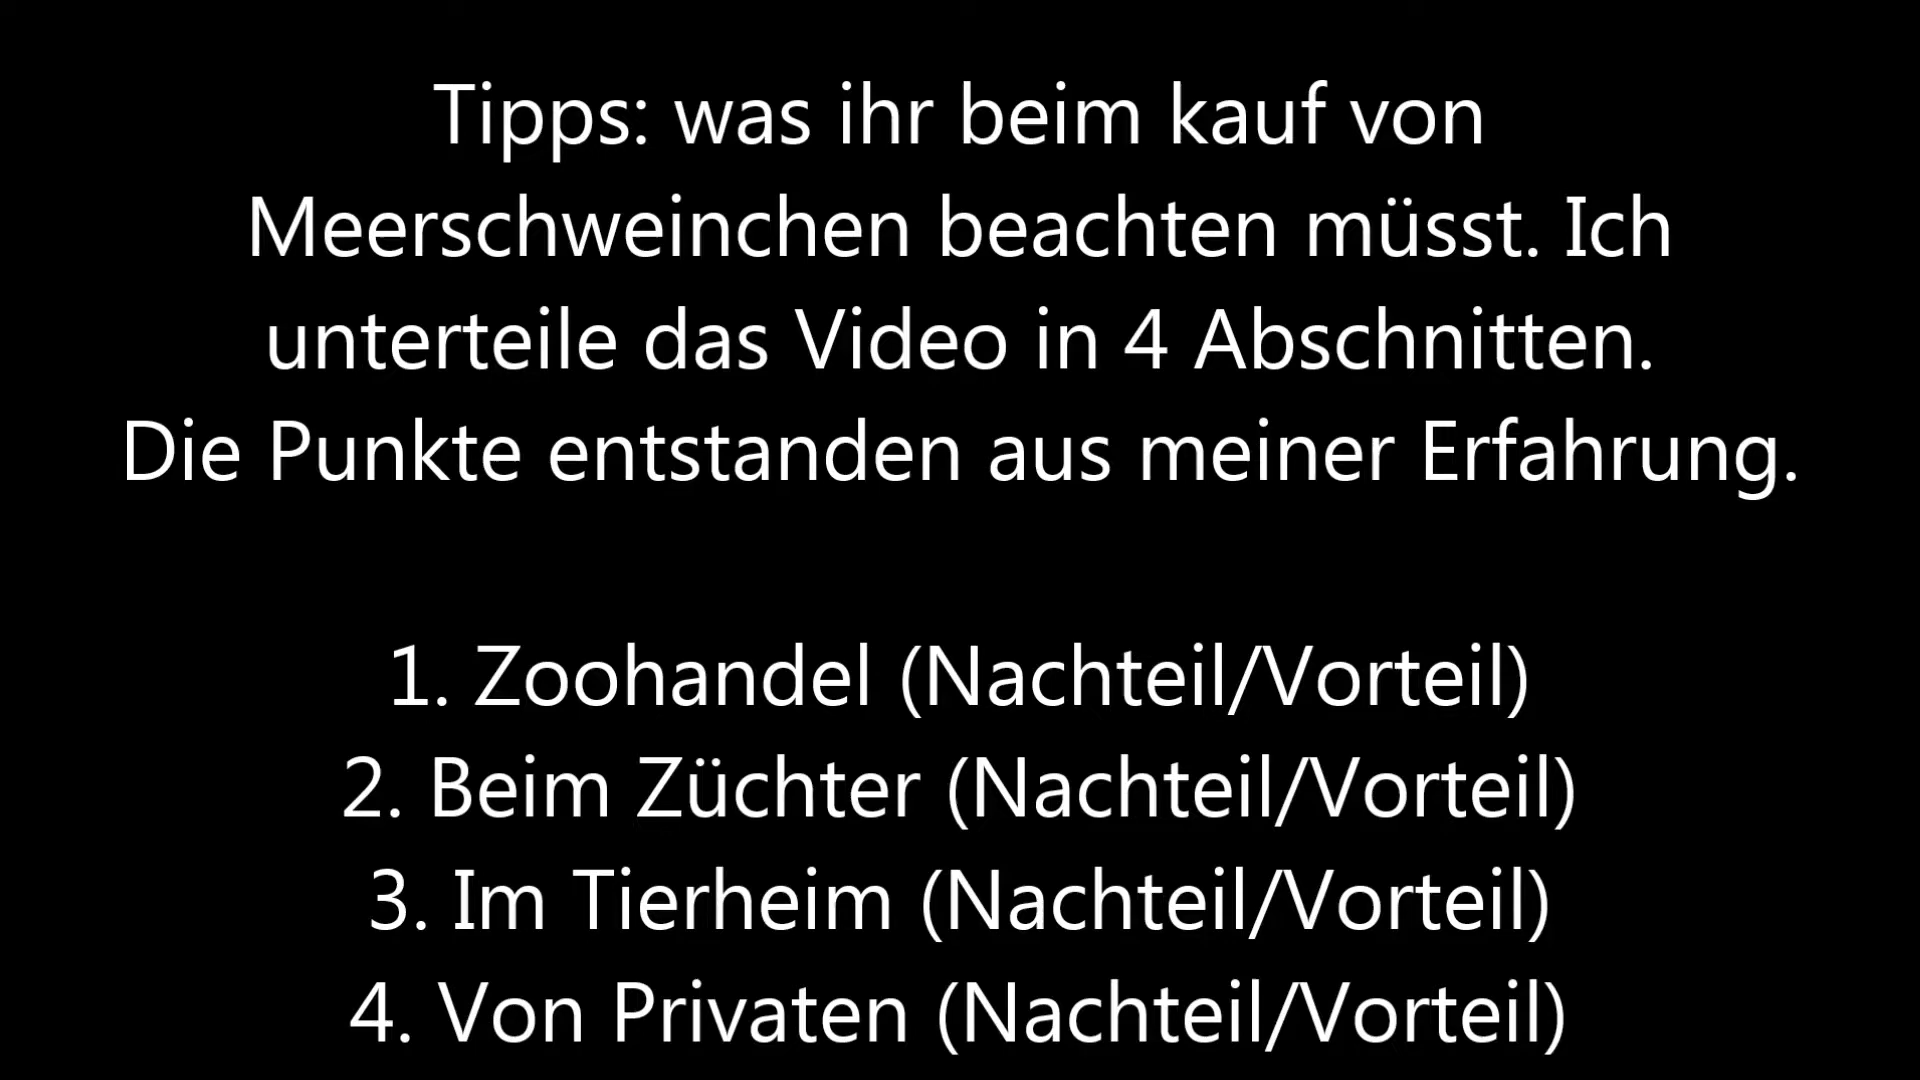 Tipps: was ihr beim kauf von
Meerschweinchen beachten müsst. Ich
unterteile das Video in 4 Abschnitten.
Die Punkte entstanden aus meiner Erfahrung.
1. Zoohandel (Nachteil/Vorteil)
2. Beim Züchter (Nachteil/Vorteil)
3. Im Tierheim (Nachteil/Vorteil)
4. Von Privaten (Nachteil/Vorteil)